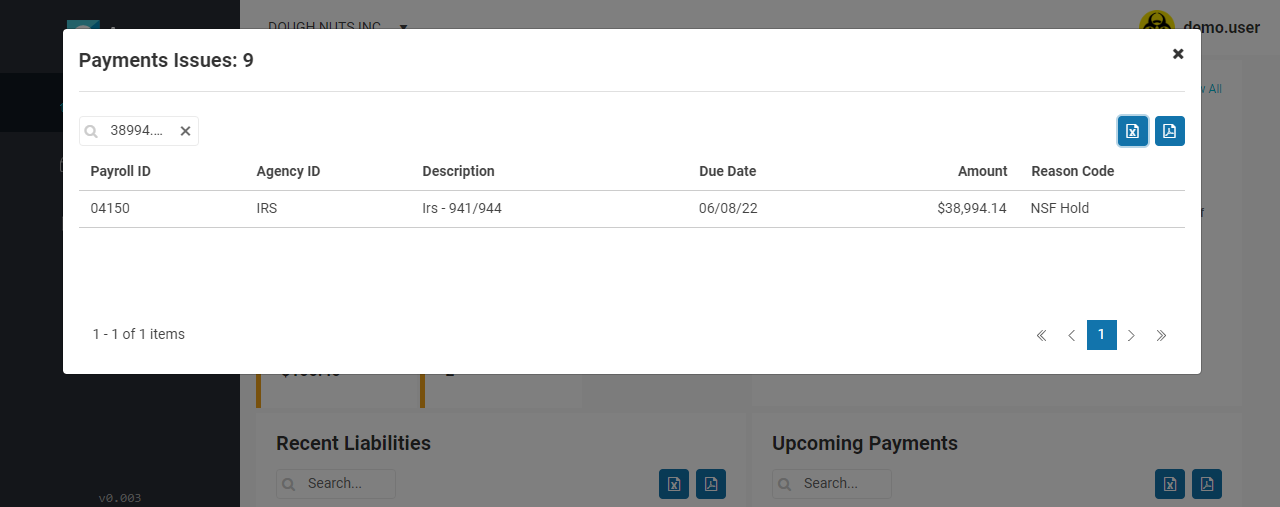 DOUGH NUTS INC
demo.user
Payments Issues: 9
All
38994....
Payroll ID Agency ID Description Due Date Amount Reason Code
04150 IRS Irs - 941/944 06/08/22 $38,994.14 NSF Hold
1 - 1 of 1 items
1
Recent Liabilities
Upcoming Payments
Search...
Search...
v0.003